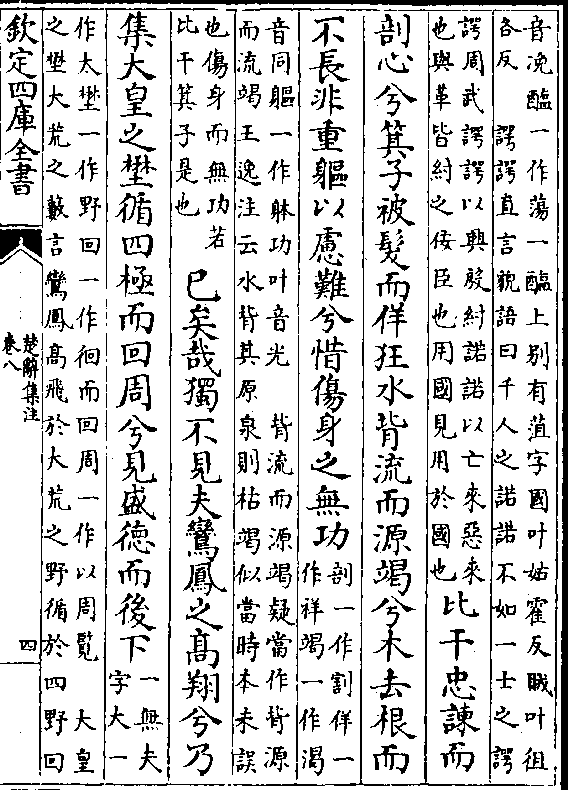 音凂醢一作蕩一醢上别有菹字國叶姑霍反賊叶徂
各反　諤諤直言貌語曰千人之諾諾不如一士之諤
諤周武諤諤以興殷紂諾諾以亡來惡來
也與革皆紂之佞臣也用國見用於國也
比干忠諫而
剖心兮箕子被髪而佯狂水背流而源竭兮木去根而
不長非重軀以慮難兮惜傷身之無功
剖一作割佯一
作祥竭一作渴
音同軀一作躰功叶音光　背流而源竭疑當作背源
而流竭王逸注云水背其原泉則枯竭似當時本未誤
也傷身而無功若
比干箕子是也
已矣哉獨不見夫鸞鳳之髙翔兮乃
集大皇之壄循四極而回周兮見盛德而後下
一無夫
字大一
作太壄一作野回一作徊而回周一作以周覽　大皇
之壄大荒之藪言鸞鳳髙飛於大荒之野循於四野回
欽定四庫全書
楚辭集注
卷八
四